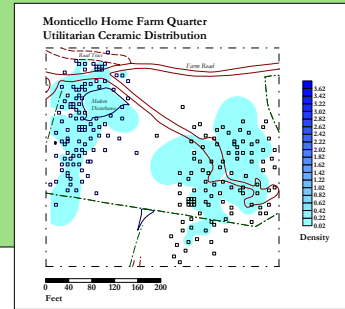 Monticello Home Farm Quarter
Utilitarian Ceramic Distribution
Road Trace
Farm Road
Modern
Disturbance
3.62
3.42
3.22
3.02
2.82
2.62
2.42
2.22
2.02
1.82
1.62
1.42
1.22
1.02
0.82
0.62
0.42
0.22
0.02
Density
0 40 80 120 160 200
Feet